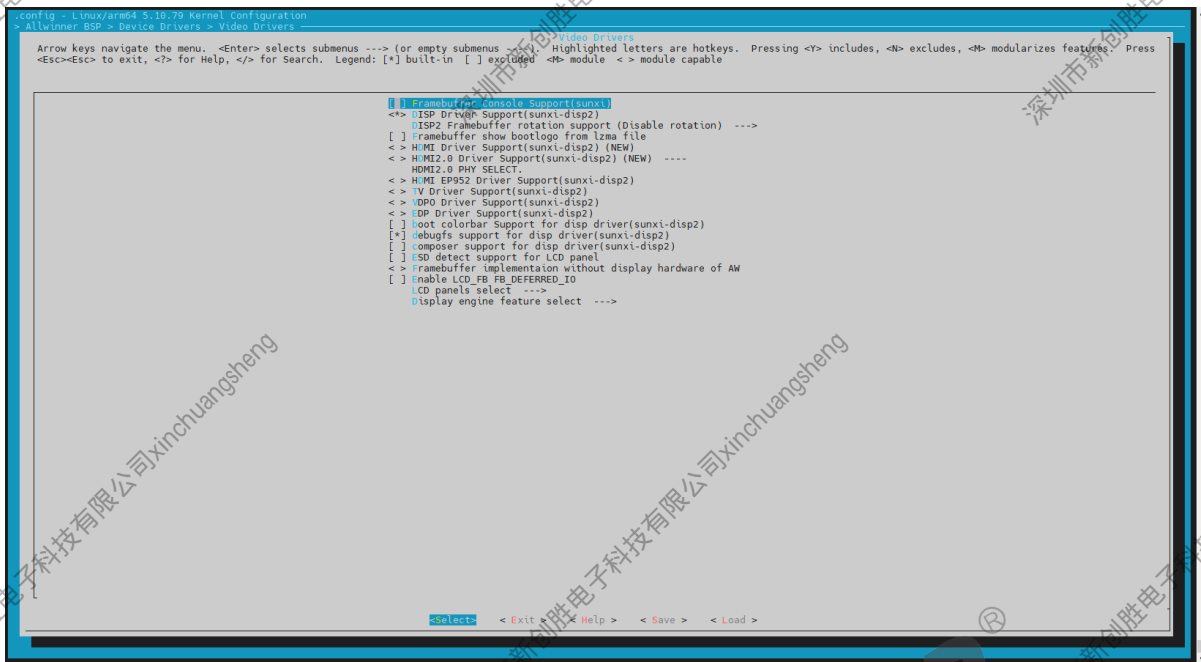 .config - Linux/arm64 5.10.79 Kernel Configuration
> Allwinner BSP > Device Drivers > Video Drivers
Video Drivers
Arrow keys navigate the menu. <Enter> selects submenus ---> (or empty submenus ----). Highlighted letters are hotkeys. Pressing <Y> includes, <N> excludes, <M> modularizes features. Press
<Esc><Esc> to exit, <?> for Help, </> for Search. Legend: [*] built-in [ ] excluded <M> module < > module capable
[ ] Framebuffer Console Support(sunxi)
<*> DISP Driver Support(sunxi-disp2)
DISP2 Framebuffer rotation support (Disable rotation) --->
[ ] Framebuffer show bootlogo from lzma file
< > HDMI Driver Support(sunxi-disp2) (NEW)
< > HDMI2.0 Driver Support(sunxi-disp2) (NEW) ----
HDMI2.0 PHY SELECT.
< > HDMI EP952 Driver Support(sunxi-disp2)
< > TV Driver Support(sunxi-disp2)
< > VDPO Driver Support(sunxi-disp2)
< > EDP Driver Support(sunxi-disp2)
[ ] boot colorbar Support for disp driver(sunxi-disp2)
[*] debugfs support for disp driver(sunxi-disp2)
[ ] composer support for disp driver(sunxi-disp2)
[ ] ESD detect support for LCD panel
< > Framebuffer implementaion without display hardware of AW
[ ] Enable LCD_FB FB_DEFERRED_IO
LCD panels select --->
Display engine feature select --->
<Select> < Exit > < Help > < Save > < Load >
深圳市新创胜
深圳市新创胜
电子科技有限公司xinchuangsheng
新创胜电子科技有限公司xinchuangsheng
新创胜电
®